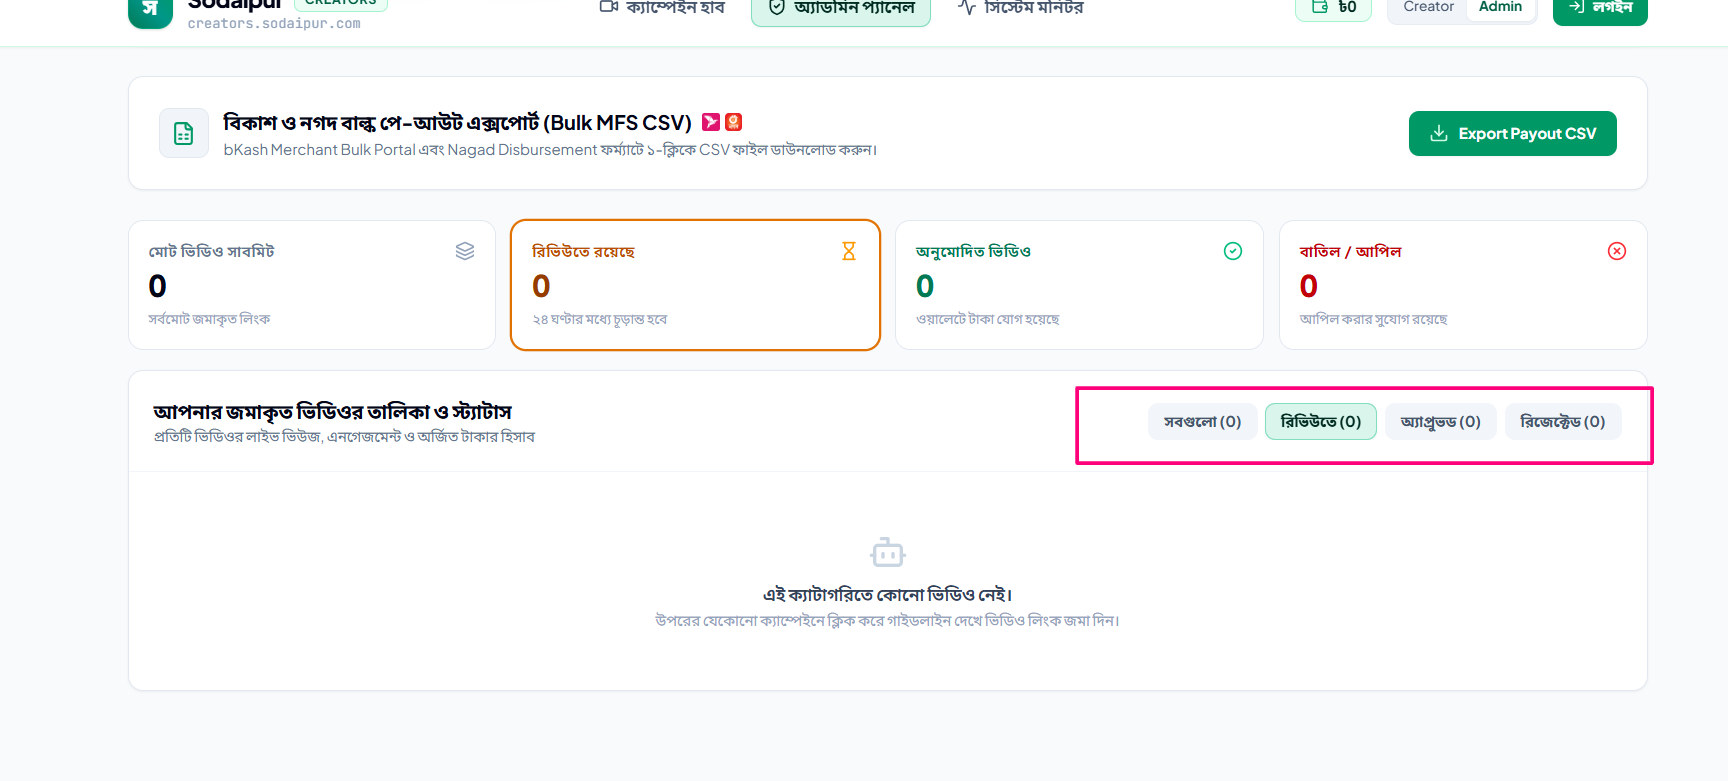 স
Sodaipur
CREATORS
creators.sodaipur.com
ক্যাম্পেইন হাব
অ্যাডমিন প্যানেল
সিস্টেম মনিটর
৳0
Creator
Admin
লগইন
বিকাশ ও নগদ বাল্ক পে-আউট এক্সপোর্ট (Bulk MFS CSV)
bKash Merchant Bulk Portal এবং Nagad Disbursement ফর্ম্যাটে ১-ক্লিকে CSV ফাইল ডাউনলোড করুন।
Export Payout CSV
মোট ভিডিও সাবমিট
0
সর্বমোট জমাকৃত লিংক
রিভিউতে রয়েছে
0
২৪ ঘণ্টার মধ্যে চূড়ান্ত হবে
অনুমোদিত ভিডিও
0
ওয়ালেটে টাকা যোগ হয়েছে
বাতিল / আপিল
0
আপিল করার সুযোগ রয়েছে
আপনার জমাকৃত ভিডিওর তালিকা ও স্ট্যাটাস
প্রতিটি ভিডিওর লাইভ ভিউজ, এনগেজমেন্ট ও অর্জিত টাকার হিসাব
সবগুলো (0)
রিভিউতে (0)
অ্যাপ্রুভড (0)
রিজেক্টেড (0)
এই ক্যাটাগরিতে কোনো ভিডিও নেই।
উপরের যেকোনো ক্যাম্পেইনে ক্লিক করে গাইডলাইন দেখে ভিডিও লিংক জমা দিন।